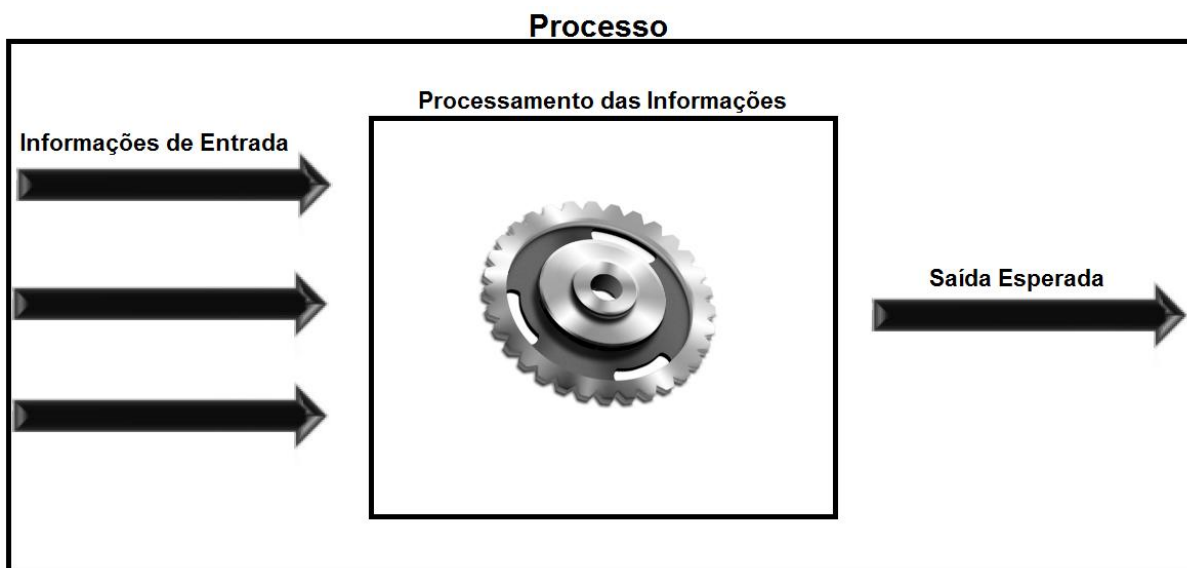 Processo
Processamento das Informações
Informações de Entrada
Saída Esperada